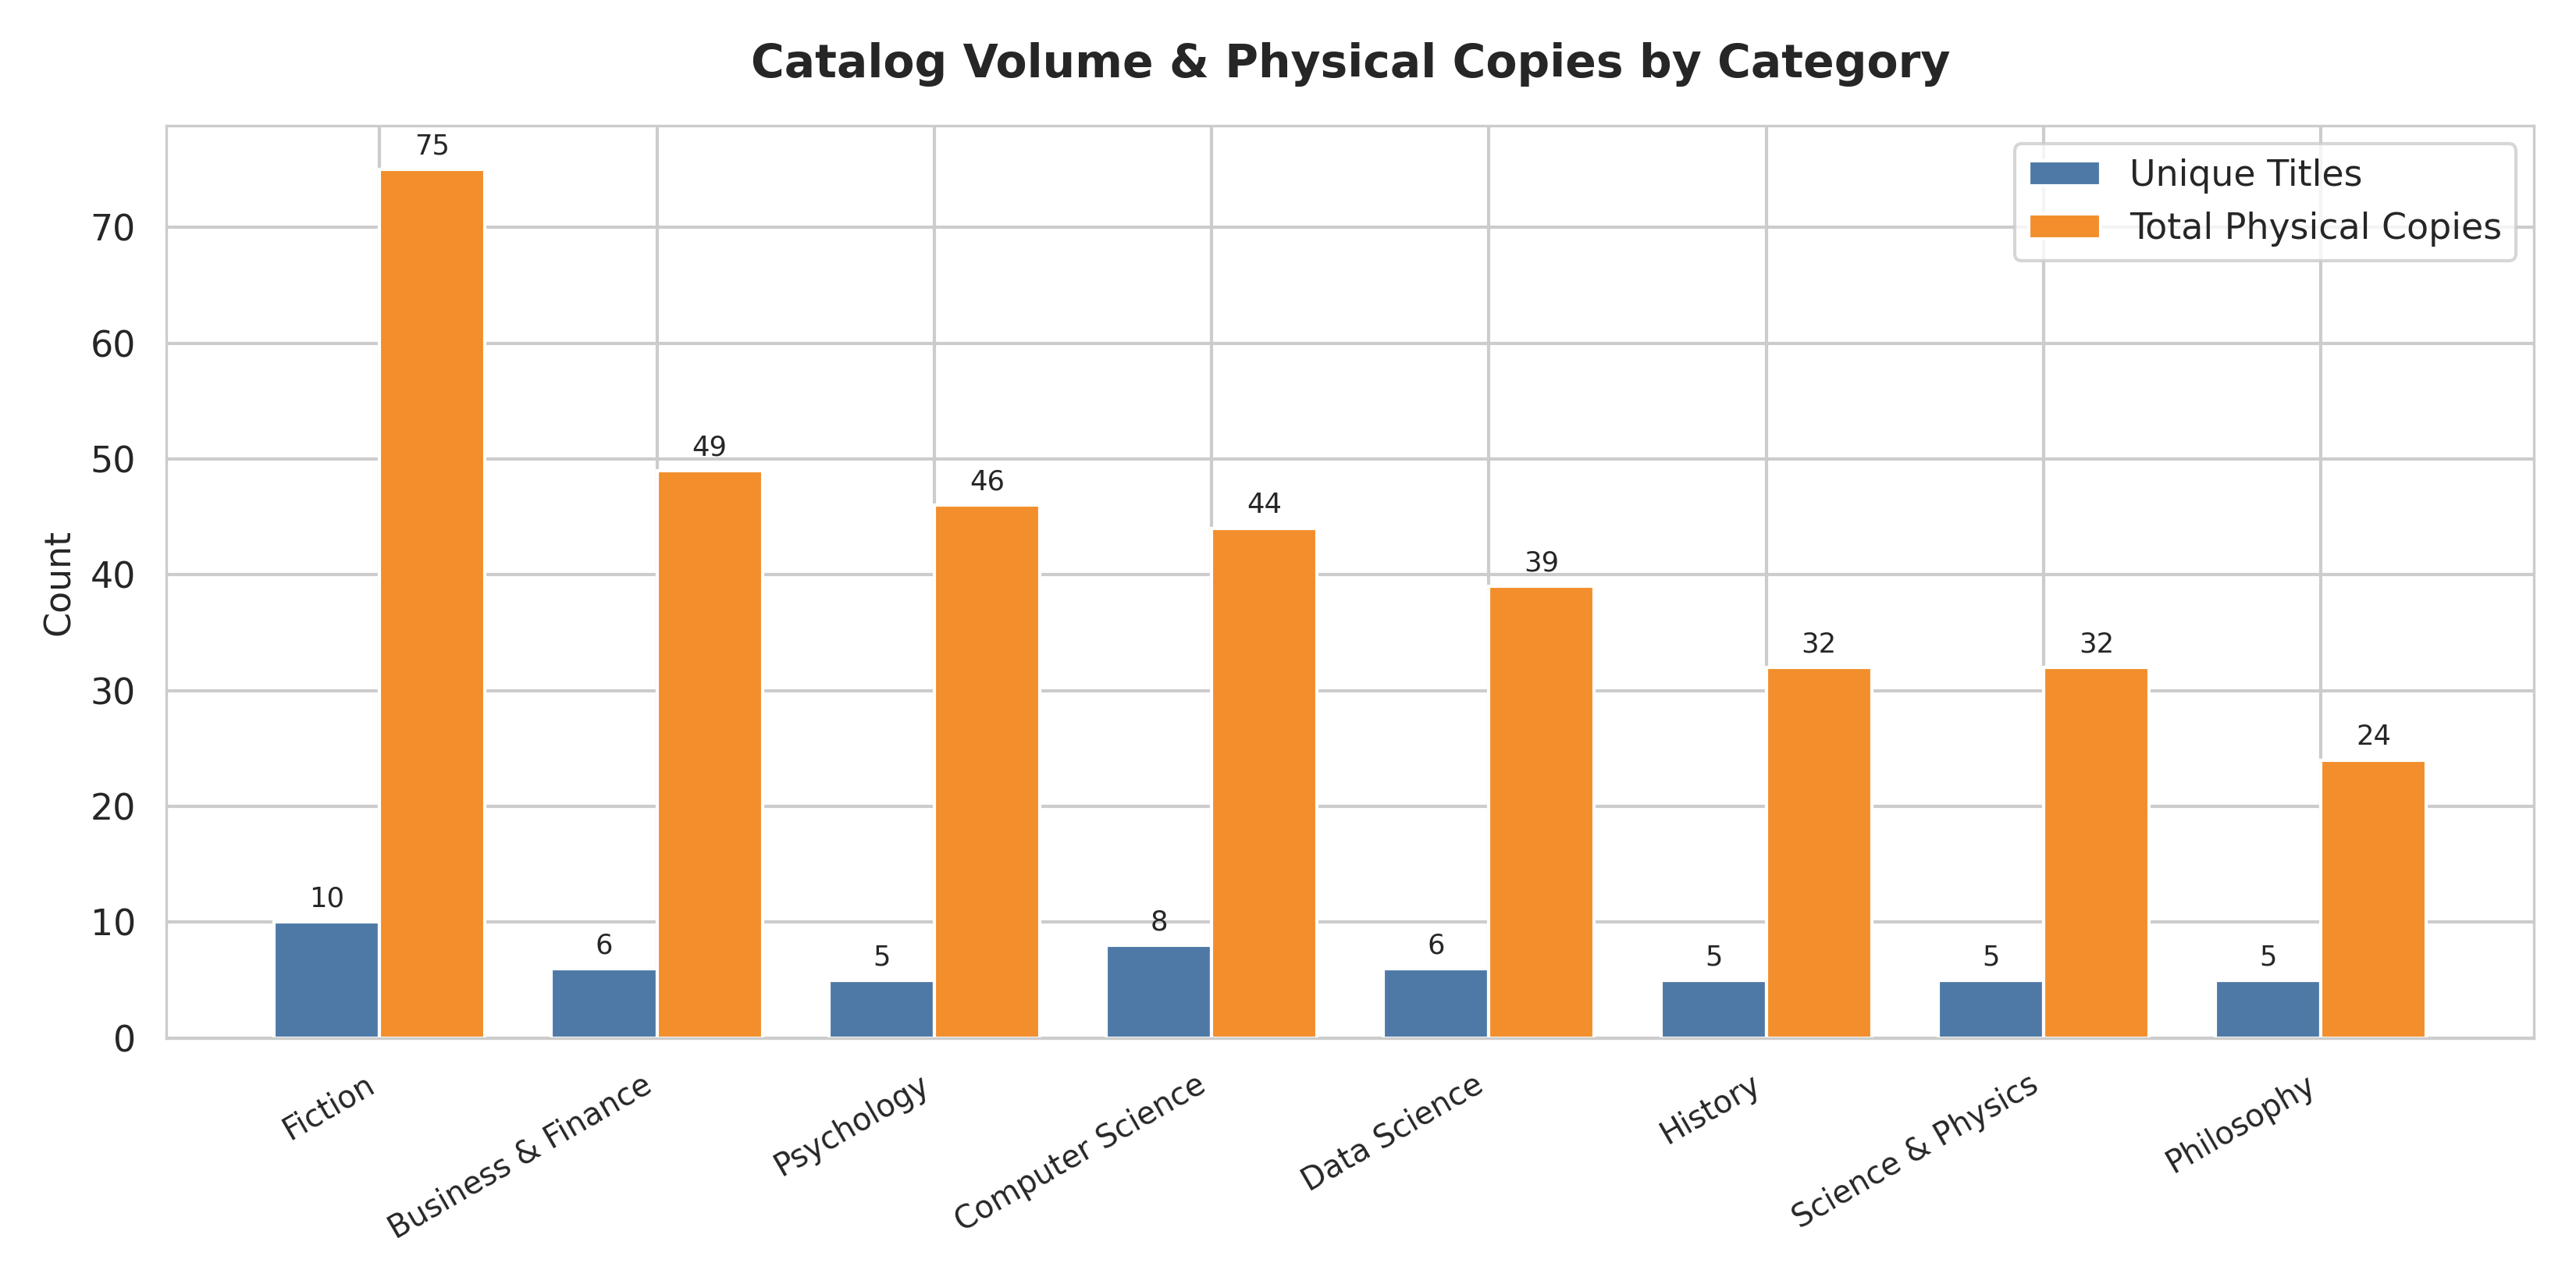 Catalog Volume & Physical Copies by Category
Unique Titles
Total Physical Copies
Count
70
60
50
40
30
20
10
0
75
49
46
44
39
32
32
24
10
6
5
8
6
5
5
5
Fiction
Business & Finance
Psychology
Computer Science
Data Science
History
Science & Physics
Philosophy